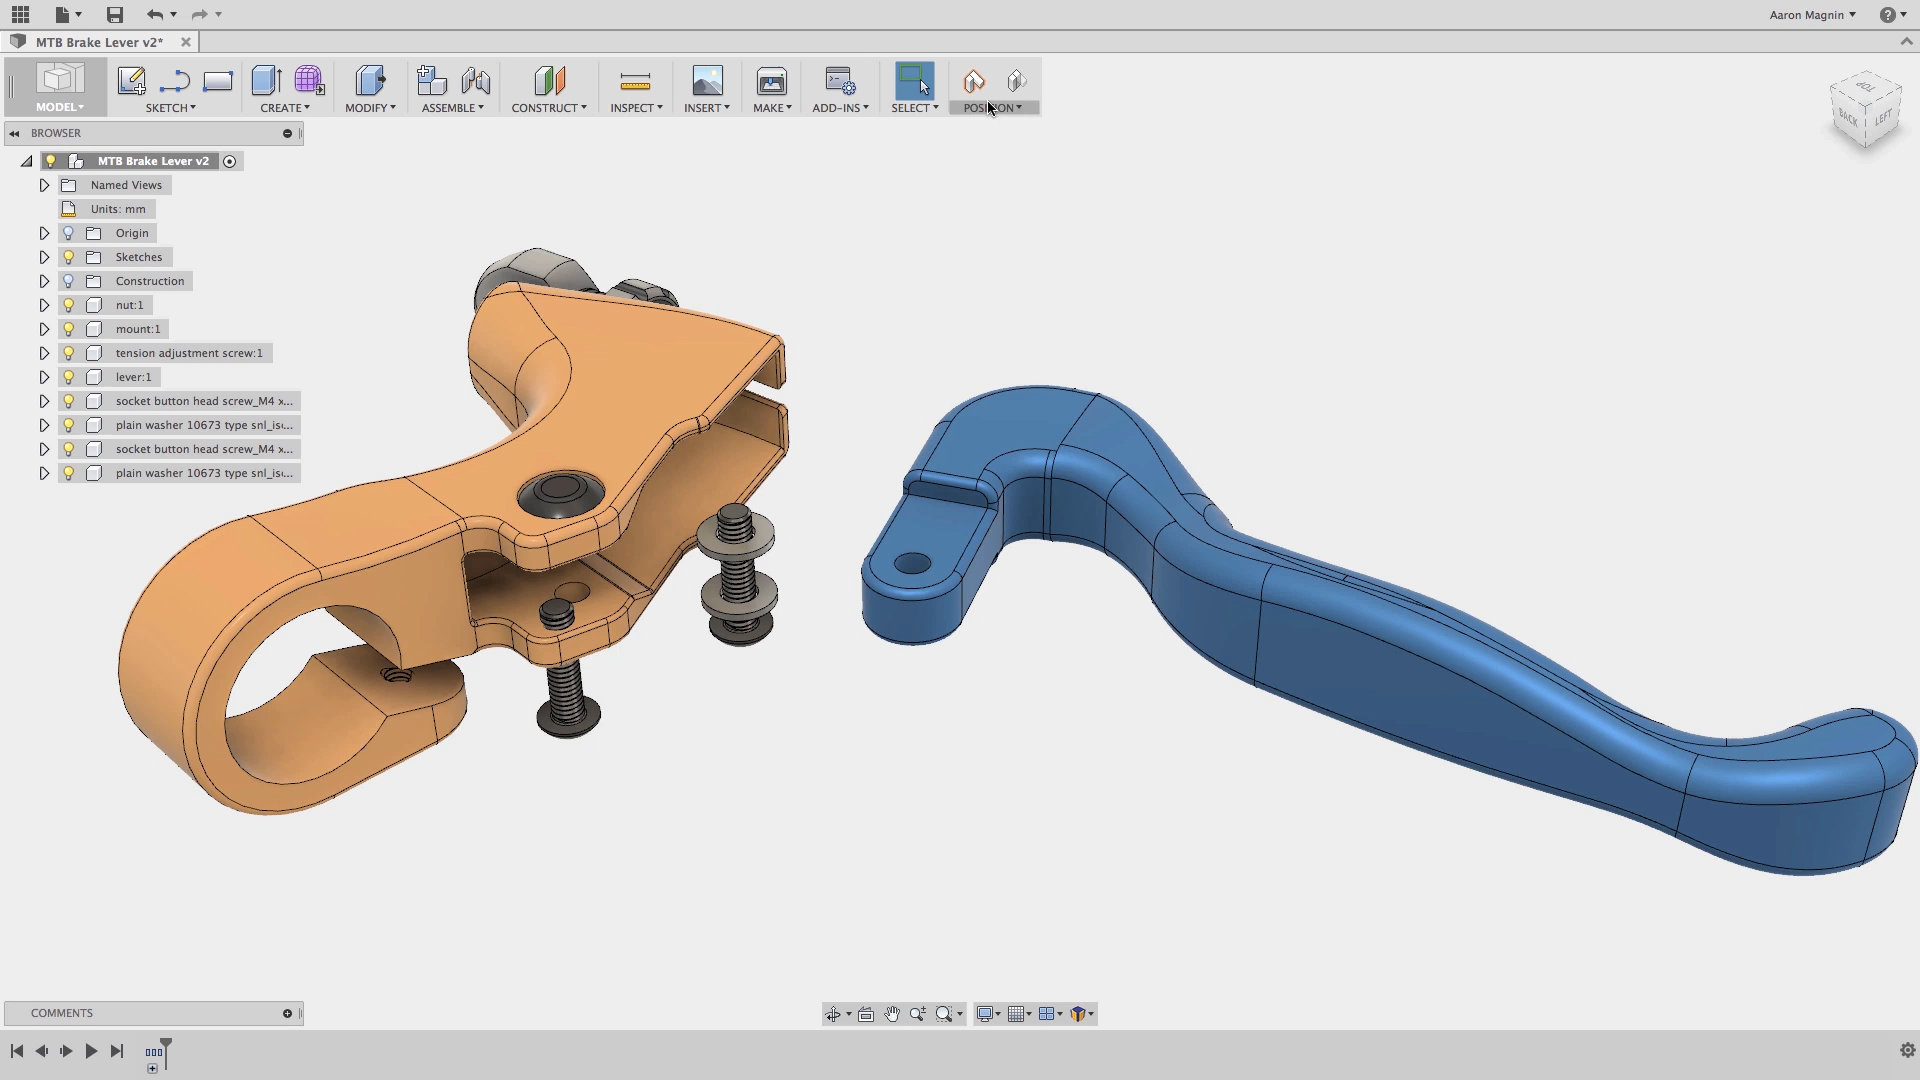 Aaron Magnin
MTB Brake Lever v2*
MODEL
SKETCH
CREATE
MODIFY
ASSEMBLE
CONSTRUCT
INSPECT
INSERT
MAKE
ADD-INS
SELECT
POSITION
TOP
BACK
LEFT
BROWSER
MTB Brake Lever v2
Named Views
Units: mm
Origin
Sketches
Construction
nut:1
mount:1
tension adjustment screw:1
lever:1
socket button head screw_M4 x...
plain washer 10673 type snl_is...
socket button head screw_M4 x...
plain washer 10673 type snl_is...
COMMENTS